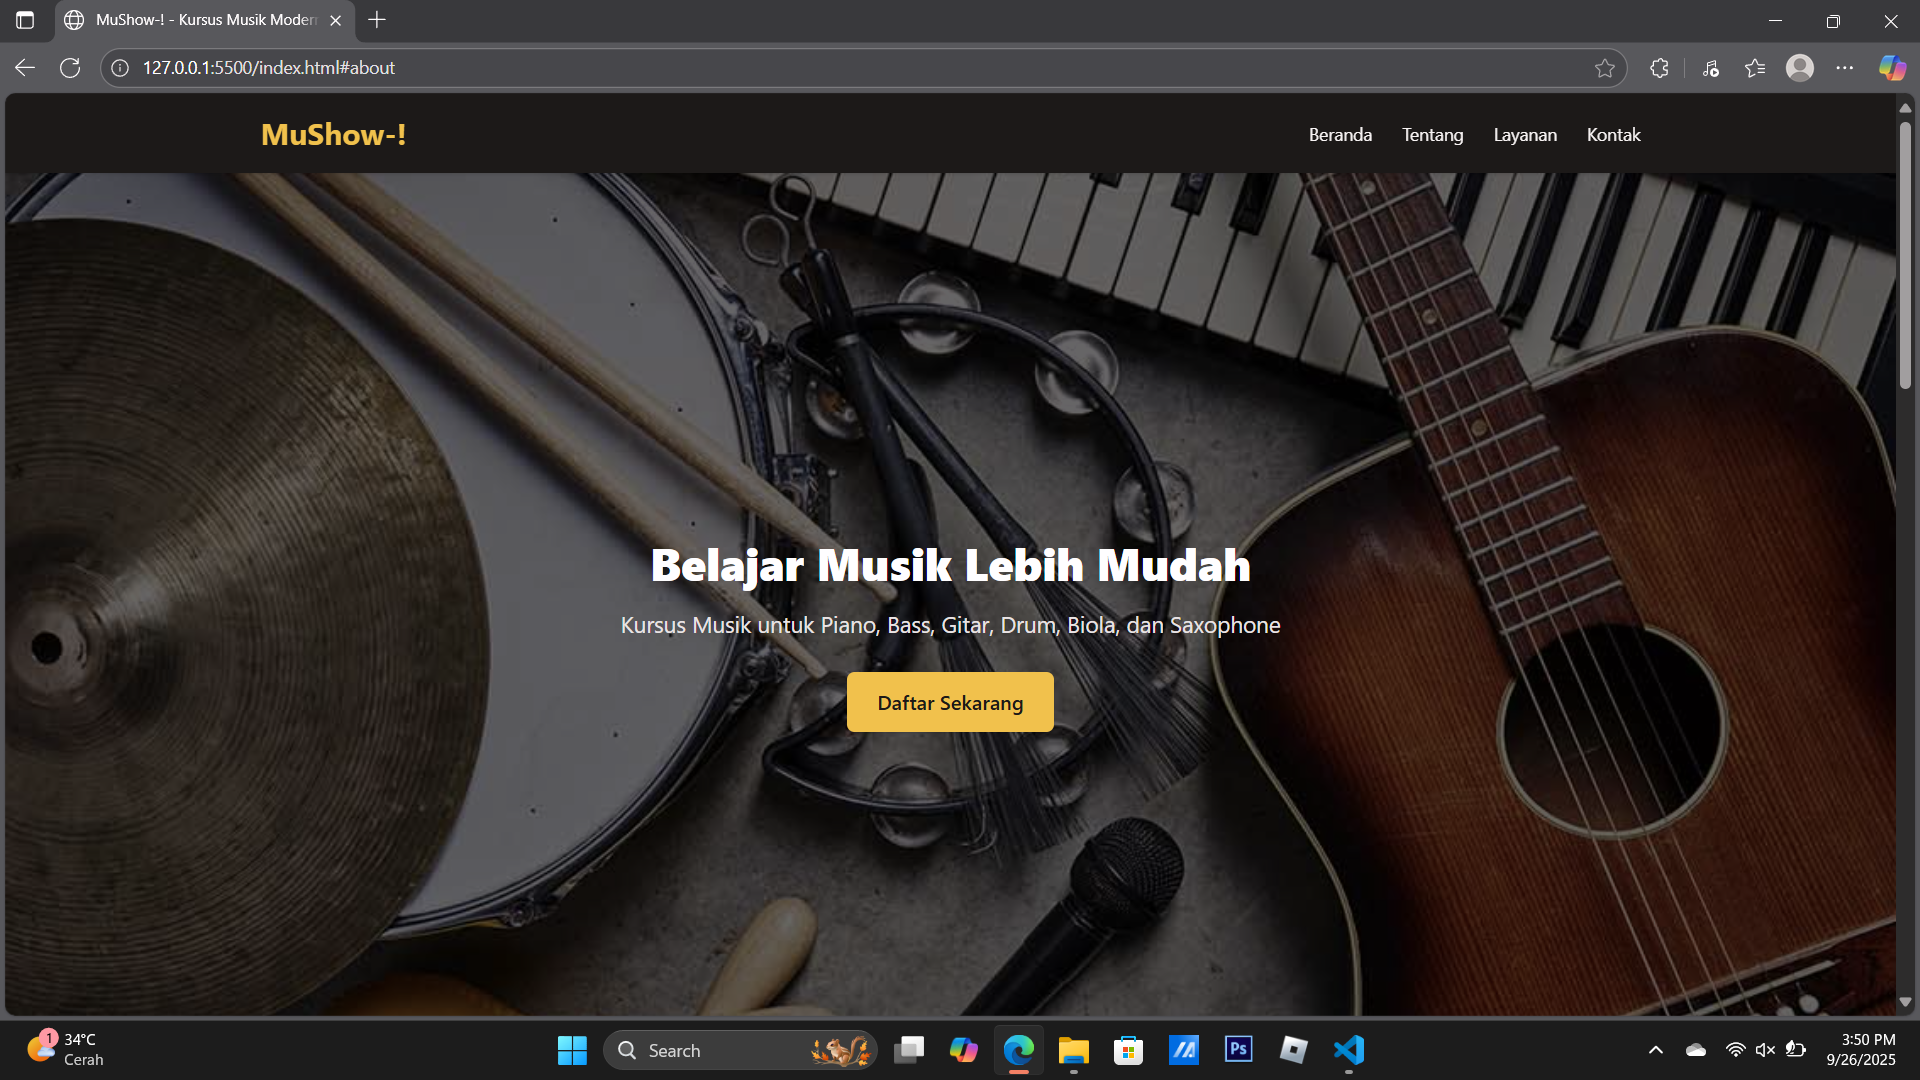 MuShow-! - Kursus Musik Moder
127.0.0.1:5500/index.html#about
MuShow-!
Beranda Tentang Layanan Kontak
Belajar Musik Lebih Mudah
Kursus Musik untuk Piano, Bass, Gitar, Drum, Biola, dan Saxophone
Daftar Sekarang
1
34°C
Cerah
Search
Ps
3:50 PM
9/26/2025